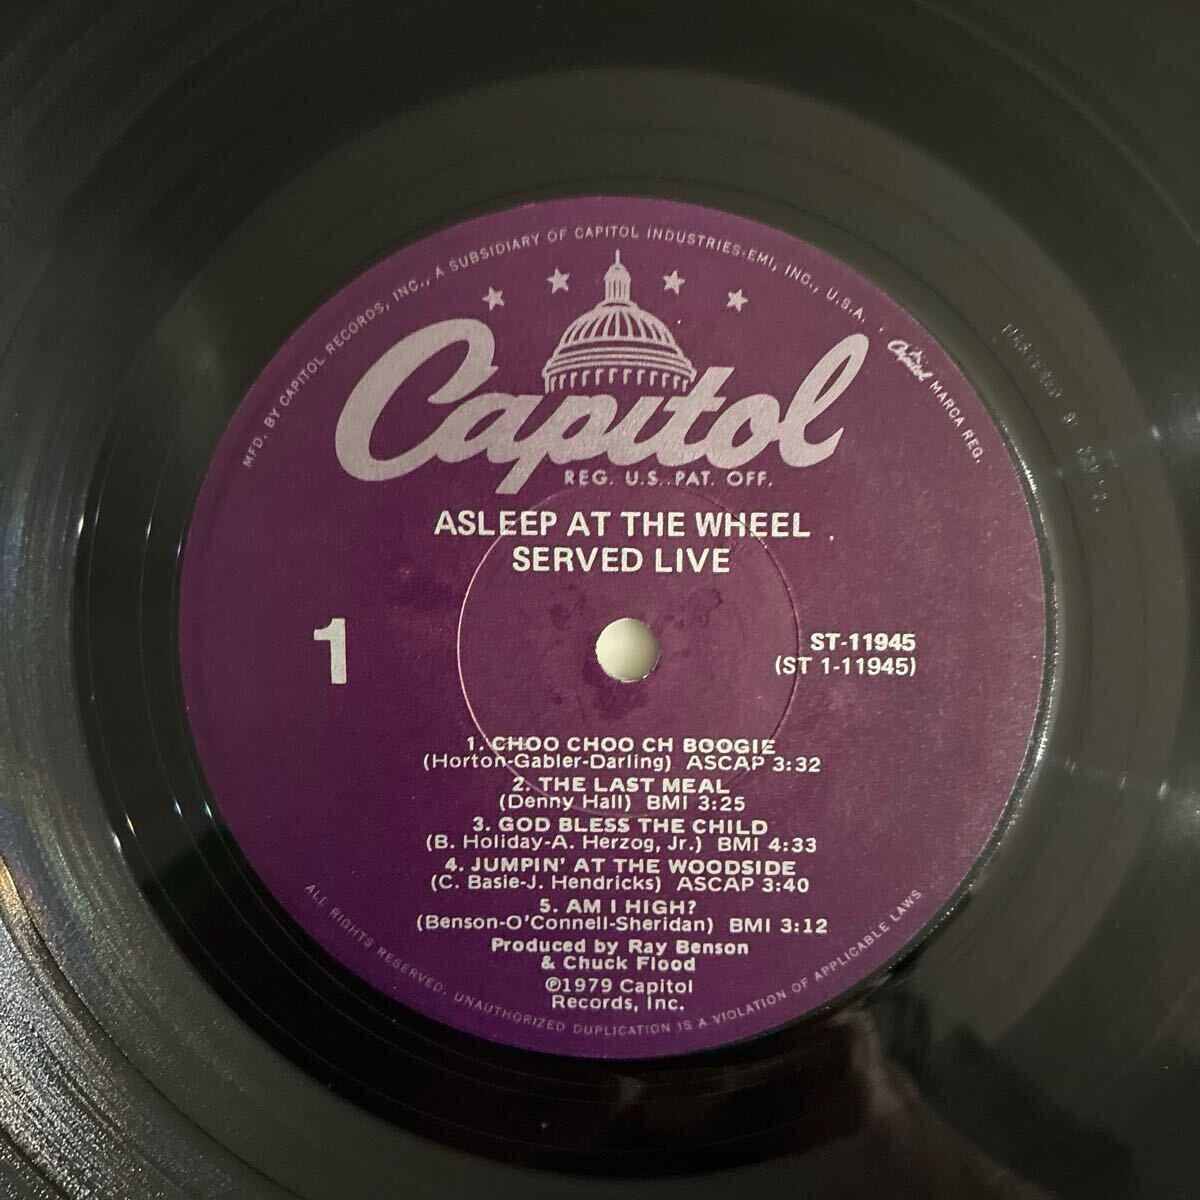 MFD. BY CAPITOL RECORDS, INC., A SUBSIDIARY OF CAPITOL INDUSTRIES-EMI, INC., U.S.A. . Capitol MARCA REG.
Capitol
REG. U.S. PAT. OFF.
ASLEEP AT THE WHEEL
SERVED LIVE
1
ST-11945
(ST 1-11945)
1. CHOO CHOO CH BOOGIE
(Horton-Gabler-Darling) ASCAP 3:32
2. THE LAST MEAL
(Denny Hall) BMI 3:25
3. GOD BLESS THE CHILD
(B. Holiday-A. Herzog, Jr.) BMI 4:33
4. JUMPIN' AT THE WOODSIDE
(C. Basie-J. Hendricks) ASCAP 3:40
5. AM I HIGH?
(Benson-O'Connell-Sheridan) BMI 3:12
Produced by Ray Benson
& Chuck Flood
℗1979 Capitol
Records, Inc.
ALL RIGHTS RESERVED. UNAUTHORIZED DUPLICATION IS A VIOLATION OF APPLICABLE LAWS